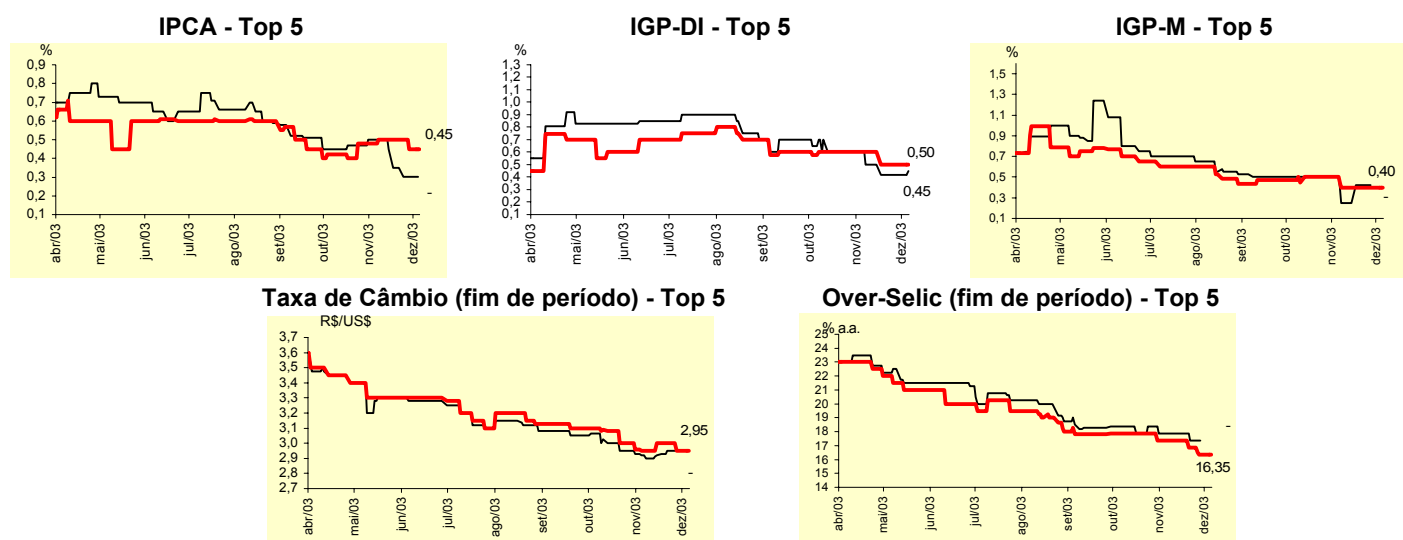 IPCA - Top 5
%
0,9
0,8
0,7
0,6
0,5
0,4
0,3
0,2
0,1
0,45
-
abr/03
mai/03
jun/03
jul/03
ago/03
set/03
out/03
nov/03
dez/03
IGP-DI - Top 5
%
1,3
1,2
1,1
1,0
0,9
0,8
0,7
0,6
0,5
0,4
0,3
0,2
0,1
0,50
0,45
abr/03
mai/03
jun/03
jul/03
ago/03
set/03
out/03
nov/03
dez/03
IGP-M - Top 5
%
1,5
1,3
1,1
0,9
0,7
0,5
0,3
0,1
0,40
-
abr/03
mai/03
jun/03
jul/03
ago/03
set/03
out/03
nov/03
dez/03
Taxa de Câmbio (fim de período) - Top 5
R$/US$
3,7
3,6
3,5
3,4
3,3
3,2
3,1
3,0
2,9
2,8
2,7
2,95
-
abr/03
mai/03
jun/03
jul/03
ago/03
set/03
out/03
nov/03
dez/03
Over-Selic (fim de período) - Top 5
% a.a.
25
23
22
21
20
19
18
17
16
14
-
16,35
abr/03
mai/03
jun/03
jul/03
ago/03
set/03
out/03
nov/03
dez/03